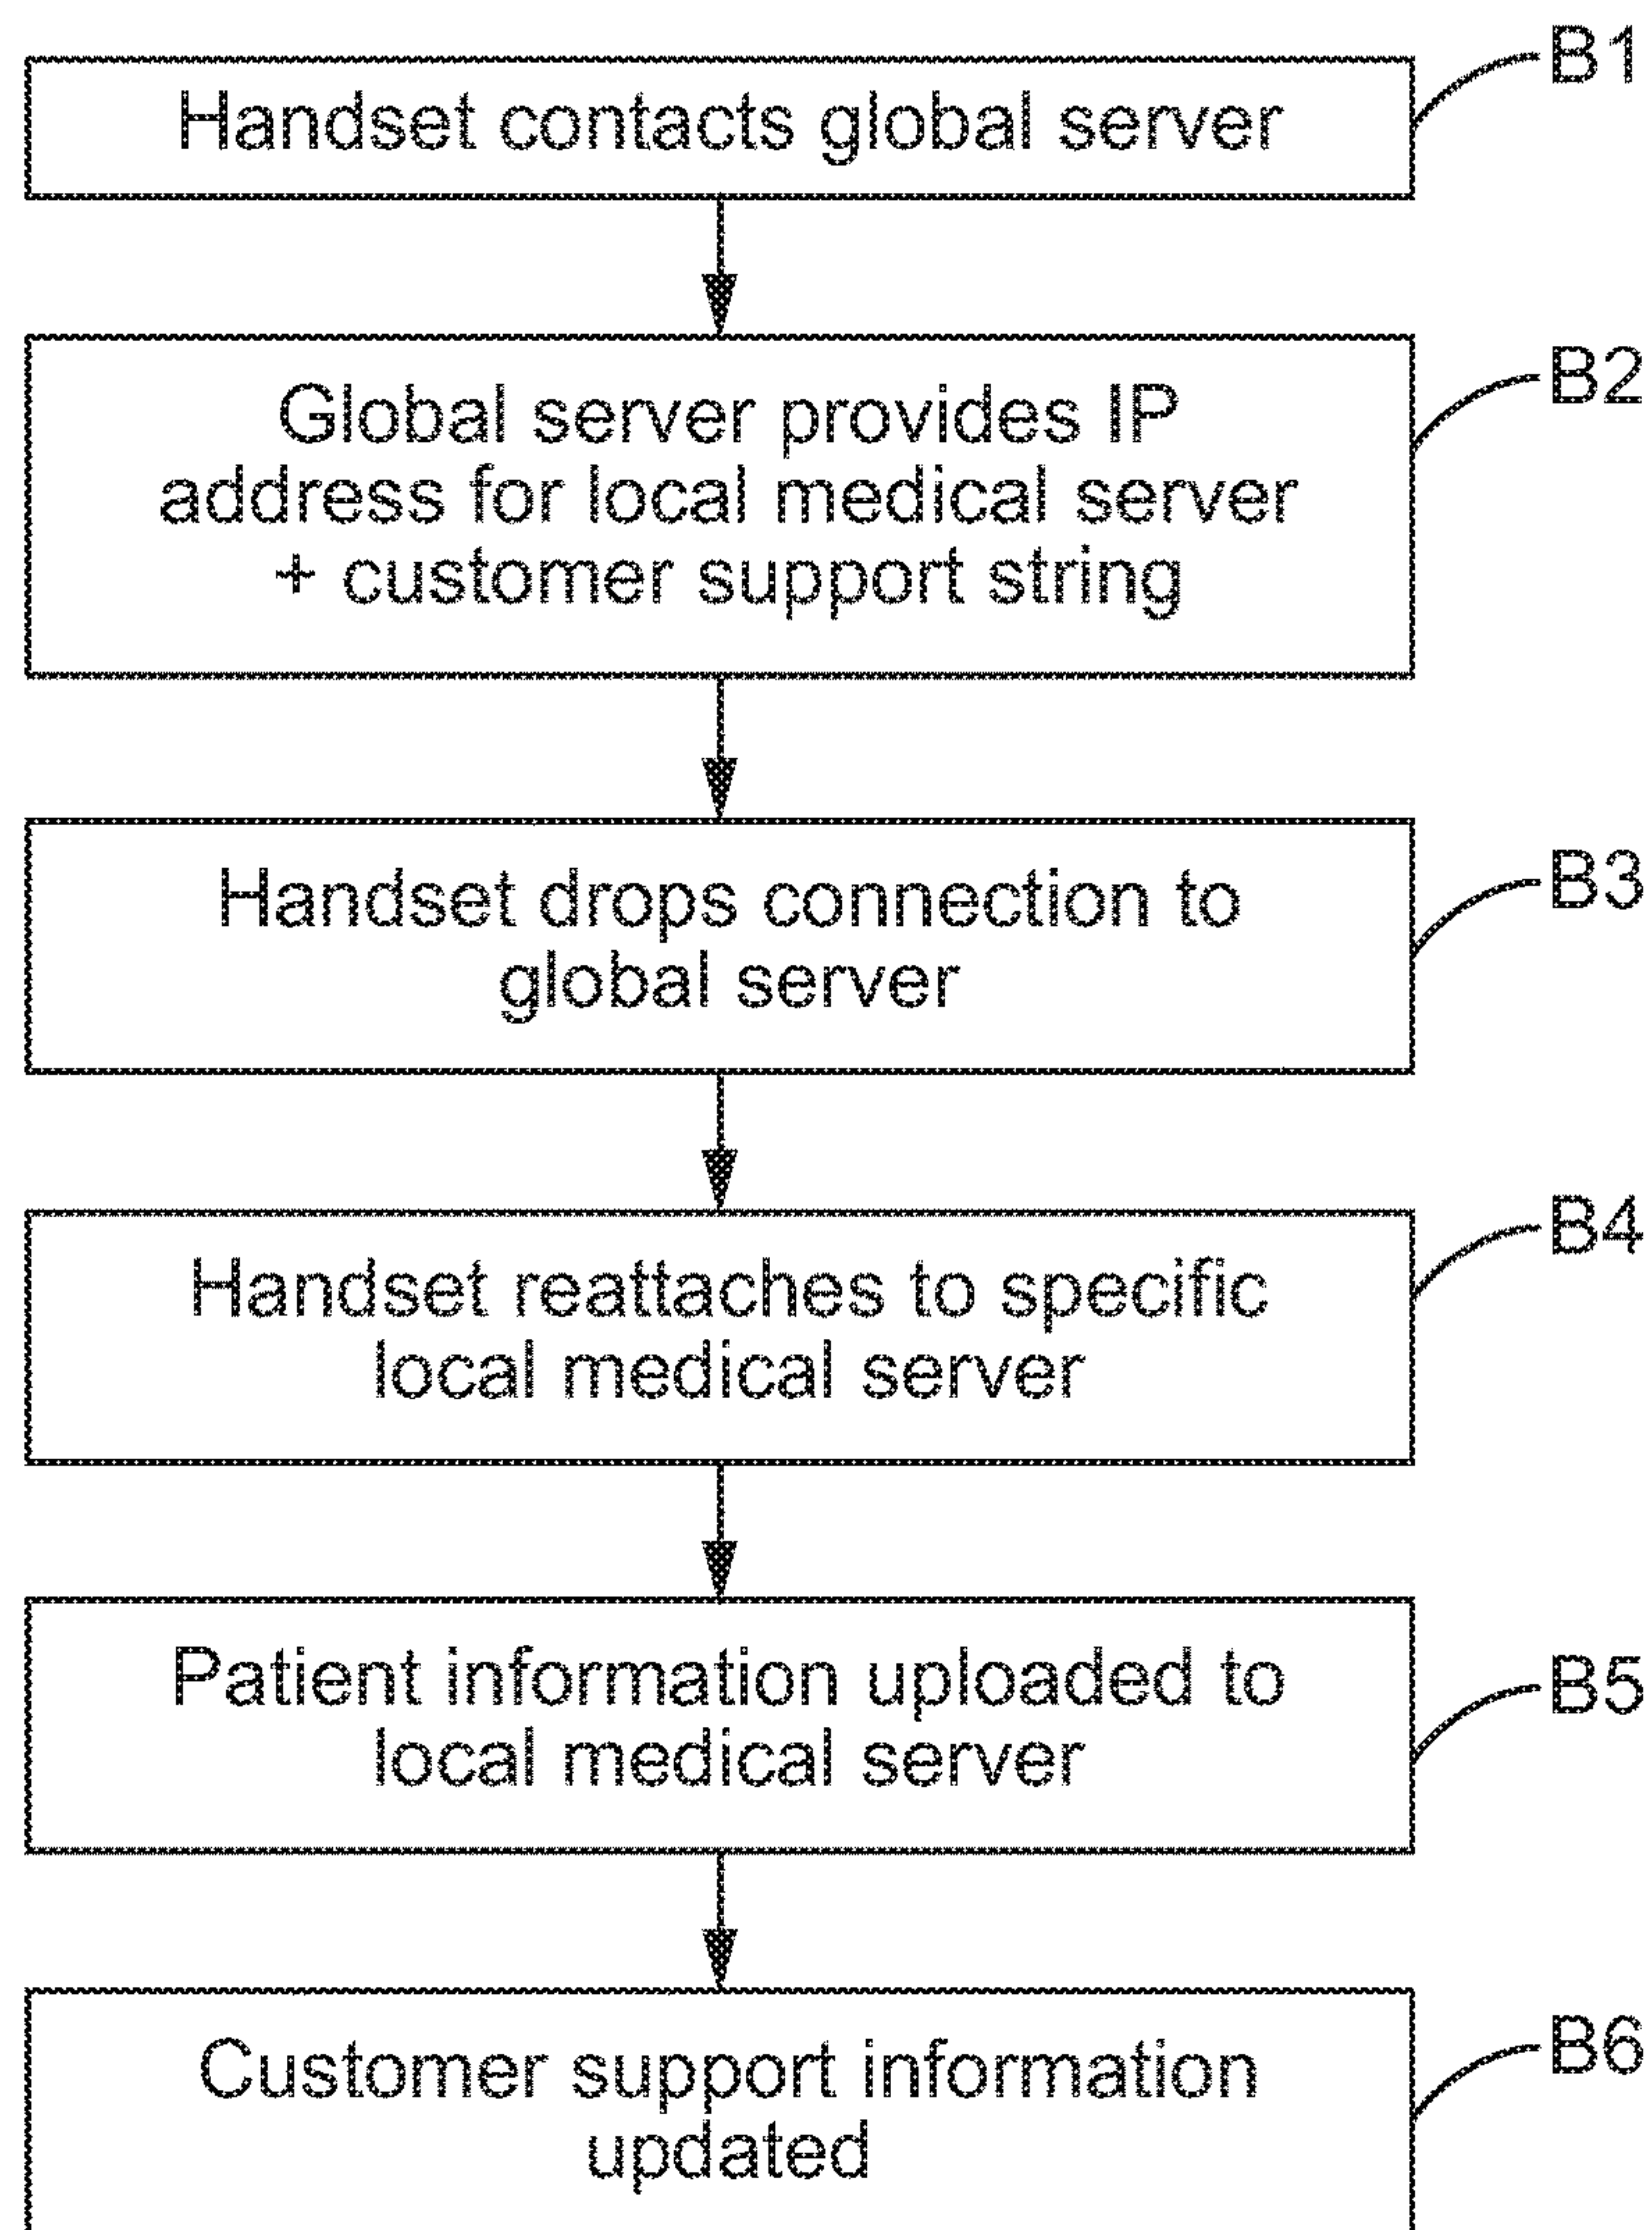 B1
Handset contacts global server
B2
Global server provides IP
address for local medical server
+ customer support string
B3
Handset drops connection to
global server
B4
Handset reattaches to specific
local medical server
B5
Patient information uploaded to
local medical server
B6
Customer support information
updated